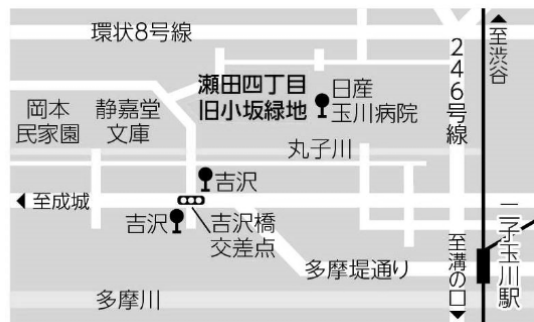 環状8号線
246号線
▲至渋谷
瀬田四丁目
旧小坂緑地
日産
玉川病院
岡本
民家園
静嘉堂
文庫
丸子川
吉沢
◀至成城
吉沢
吉沢橋
交差点
二子玉川駅
至溝の口▼
多摩堤通り
多摩川